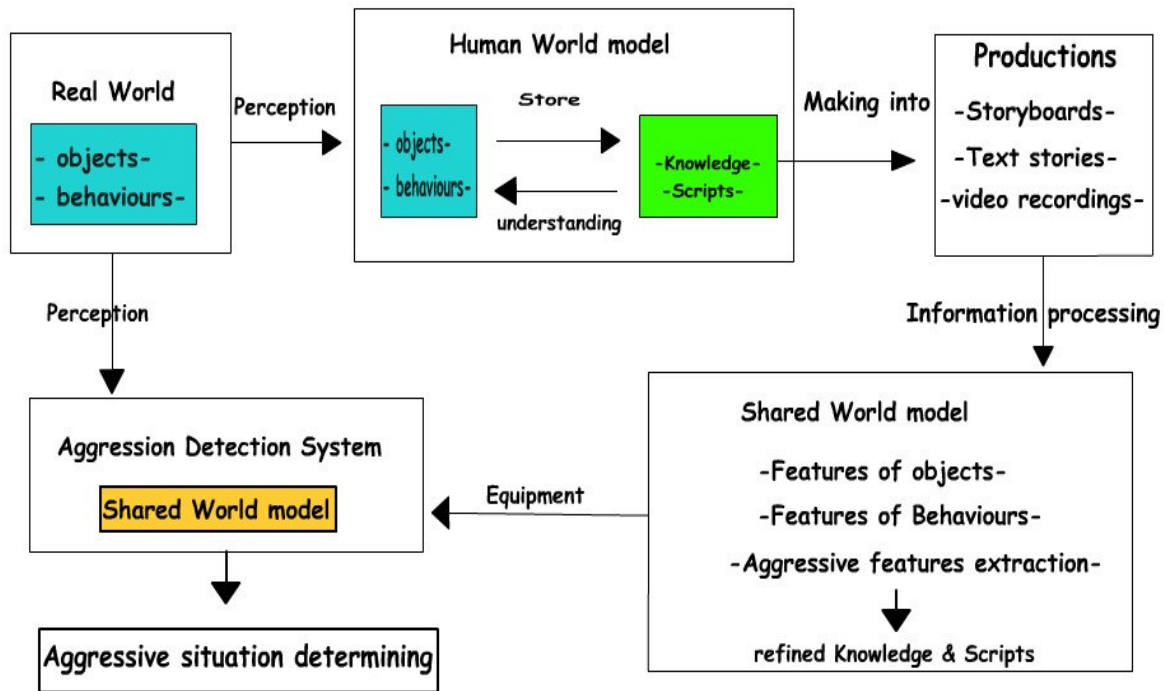 Real World
- objects-
- behaviours-
Perception
Human World model
Store
- objects-
- behaviours-
-Knowledge-
-Scripts-
understanding
Making into
Productions
-Storyboards-
-Text stories-
-video recordings-
Perception
Information processing
Aggression Detection System
Shared World model
Equipment
Shared World model
-Features of objects-
-Features of Behaviours-
-Aggressive features extraction-
refined Knowledge & Scripts
Aggressive situation determining